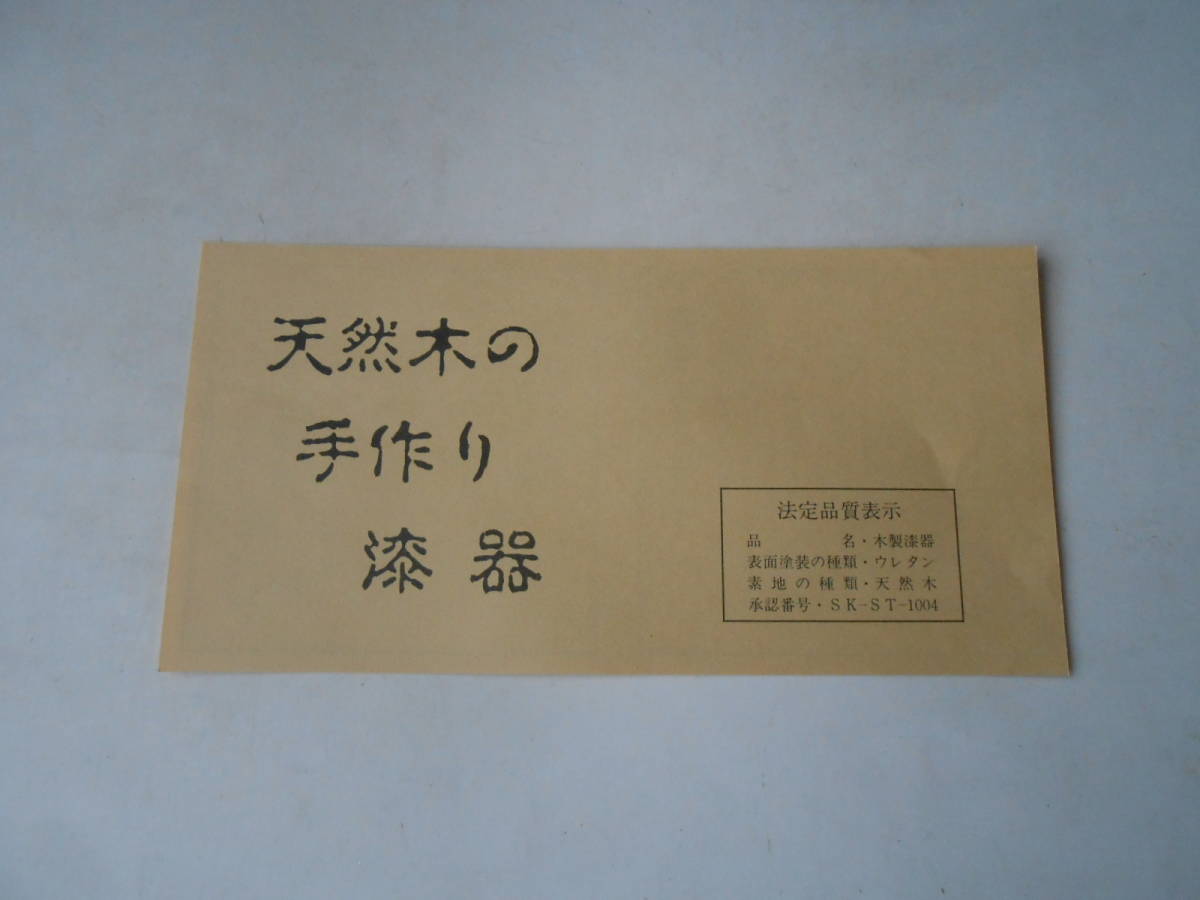 天然木の
手作り
漆器
法定品質表示
品名・木製漆器
表面塗装の種類・ウレタン
素地の種類・天然木
承認番号・SK-ST-1004